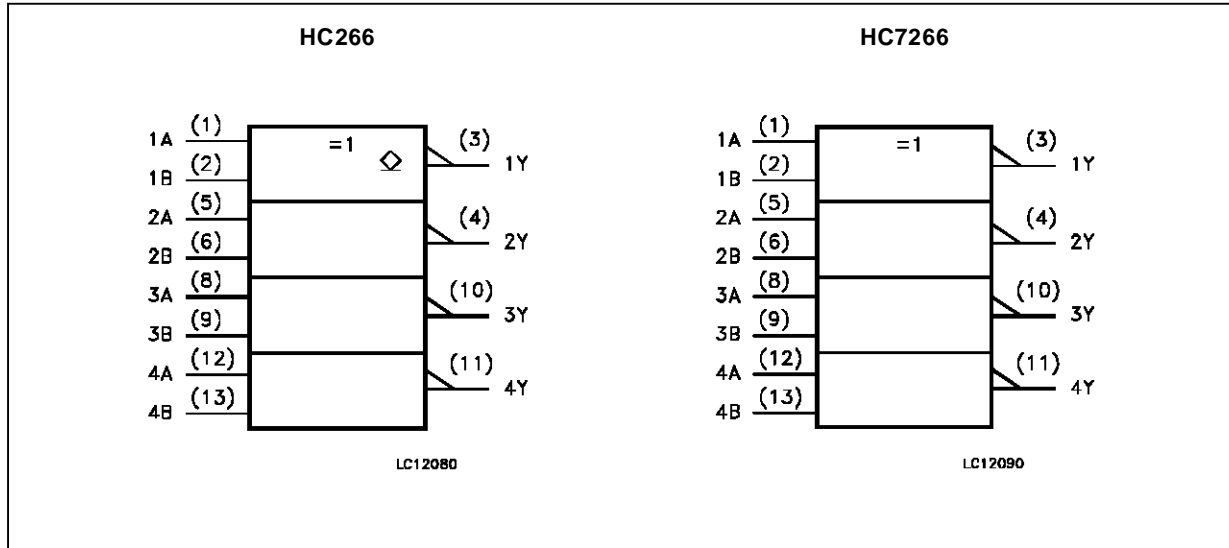 HC266
1A (1)
1B (2)
2A (5)
2B (6)
3A (8)
3B (9)
4A (12)
4B (13)
=1
(3) 1Y
(4) 2Y
(10) 3Y
(11) 4Y
LC12080
HC7266
1A (1)
1B (2)
2A (5)
2B (6)
3A (8)
3B (9)
4A (12)
4B (13)
=1
(3) 1Y
(4) 2Y
(10) 3Y
(11) 4Y
LC12090